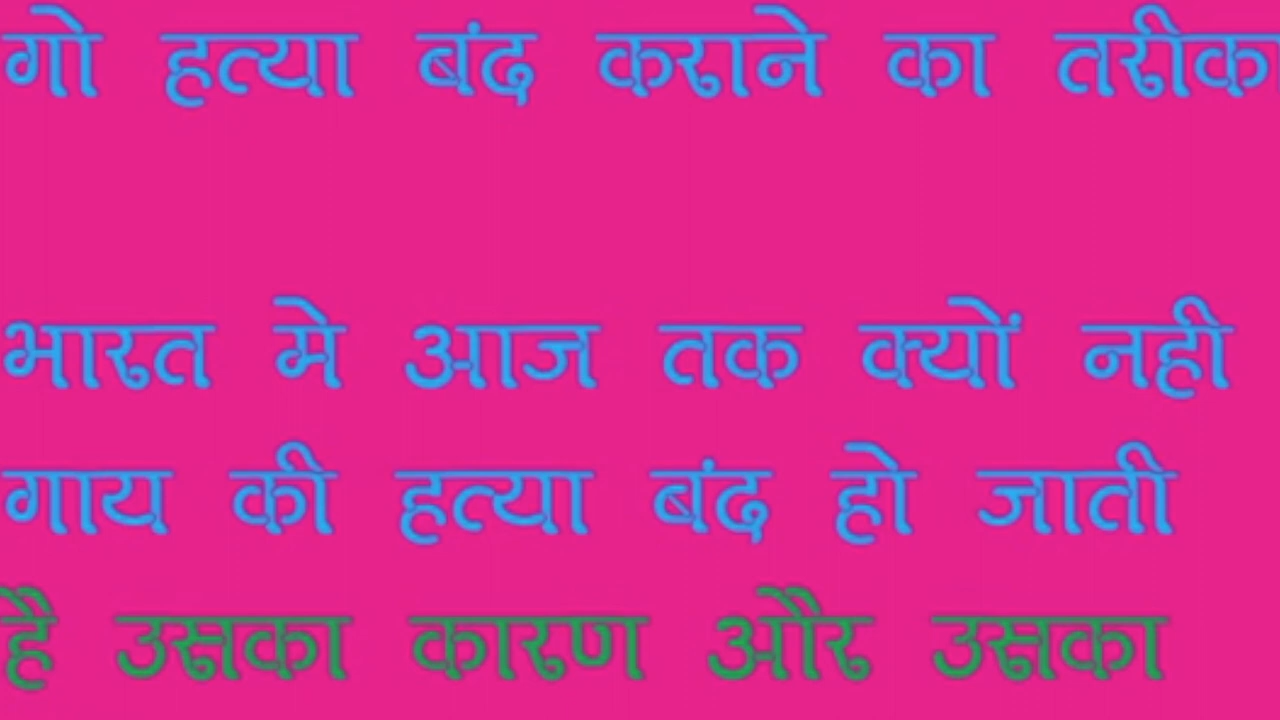 गो हत्या बंद कराने का तरीका
भारत मे आज तक क्यों नही
गाय की हत्या बंद हो जाती
है उसका कारण और उसका